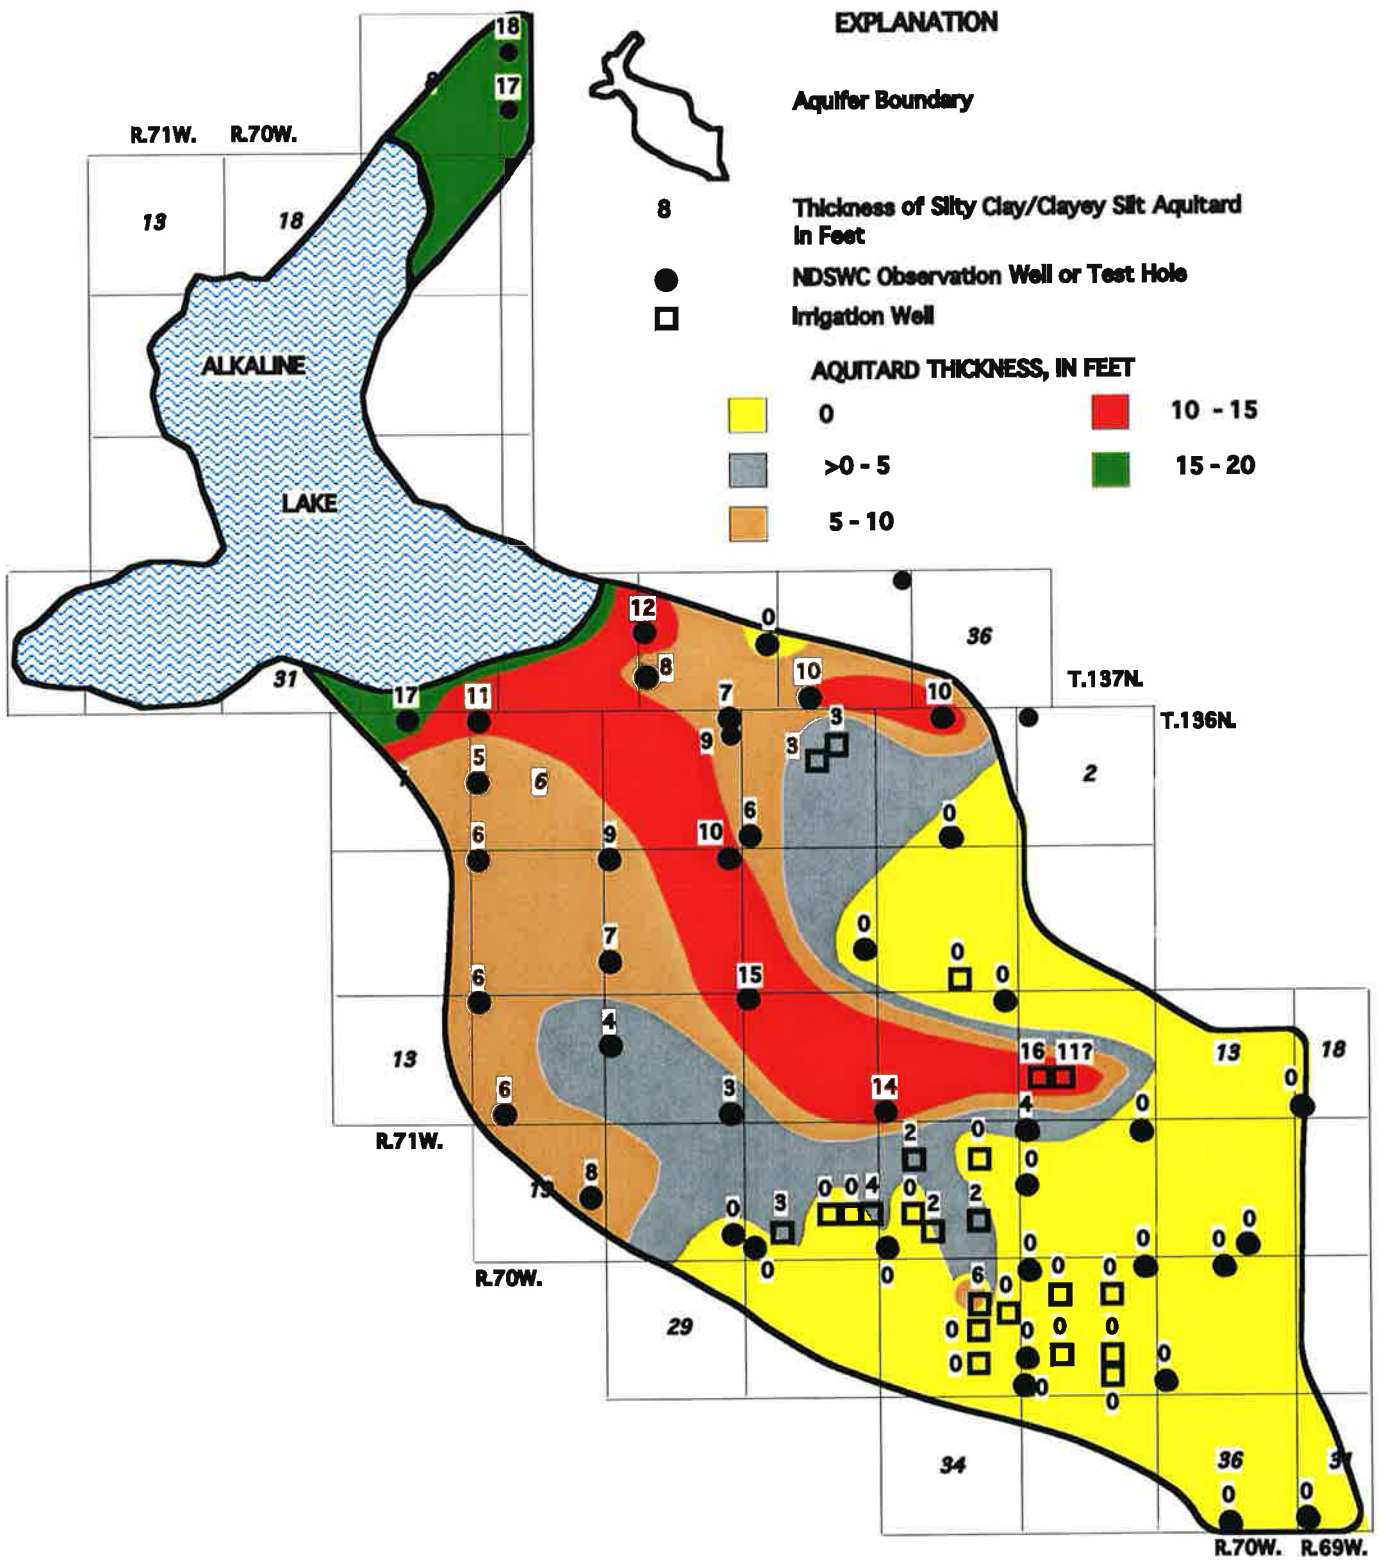 EXPLANATION
Aquifer Boundary
8 Thickness of Silty Clay/Clayey Silt Aquitard
in Feet
NDSWC Observation Well or Test Hole
Irrigation Well
AQUITARD THICKNESS, IN FEET
0 10 - 15
>0 - 5 15 - 20
5 - 10
18
17
R.71W. R.70W.
13 18
ALKALINE
LAKE
12 0
36
8
31
T.137N.
17 11 7 10 10
T.136N.
9 3 3
5 6 2
6 9 10 6 0
7 0 0 0
6 15
4
13 16 11? 13 18
0
6 3 14 4 0
R.71W.
2 0 0
8 0 0 4 0 2 2
0 3 0 0 0 0
R.70W.
0 0 6 0 0 0
29 0 0 0 0 0
0 0 0
34 36 31
0 0
R.70W. R.69W.